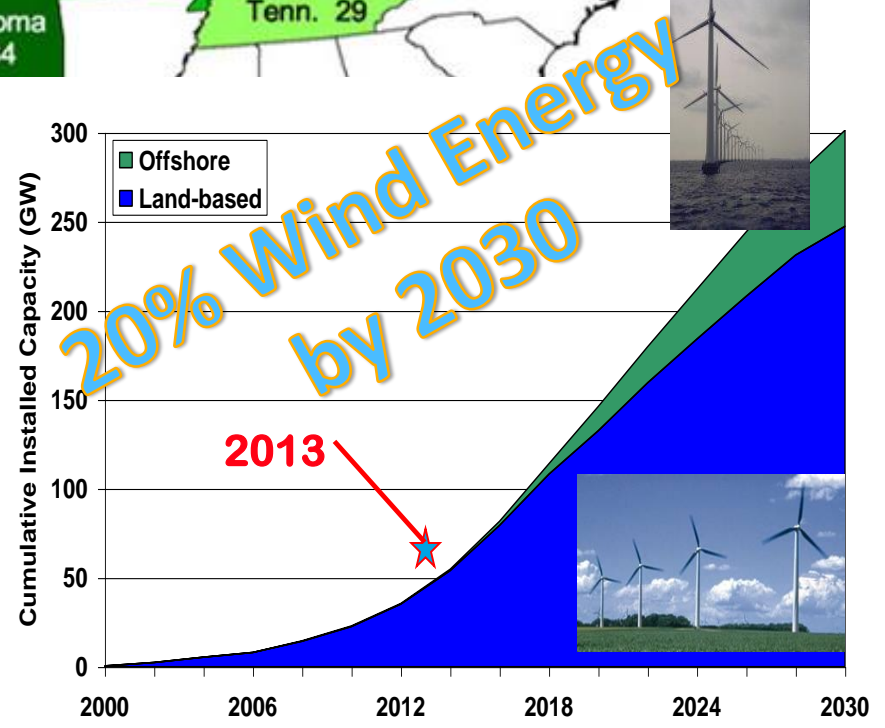 oma
4
Tenn. 29
20% Wind Energy
by 2030
Offshore
Land-based
Cumulative Installed Capacity (GW)
300
250
200
150
100
50
0
2013
2000
2006
2012
2018
2024
2030